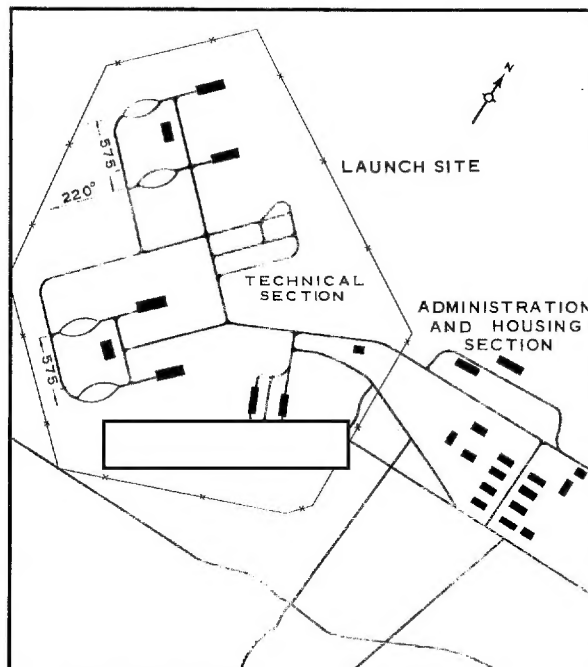 N
575
LAUNCH SITE
220°
TECHNICAL
SECTION
ADMINISTRATION
AND HOUSING
SECTION
575